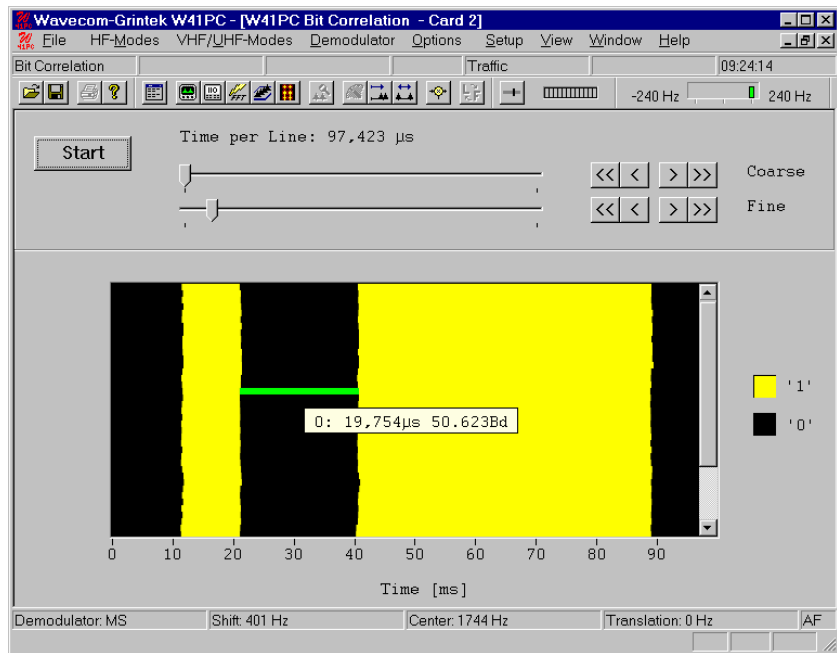 Wavecom-Grintek W41PC - [W41PC Bit Correlation - Card 2]
File HF-Modes VHF/UHF-Modes Demodulator Options Setup View Window Help
Bit Correlation Traffic 09:24:14
-240 Hz 240 Hz
Start
Time per Line: 97,423 µs
<< < > >> Coarse
<< < > >> Fine
'1'
0: 19,754µs 50.623Bd
'0'
0 10 20 30 40 50 60 70 80 90
Time [ms]
Demodulator: MS Shift: 401 Hz Center: 1744 Hz Translation: 0 Hz AF